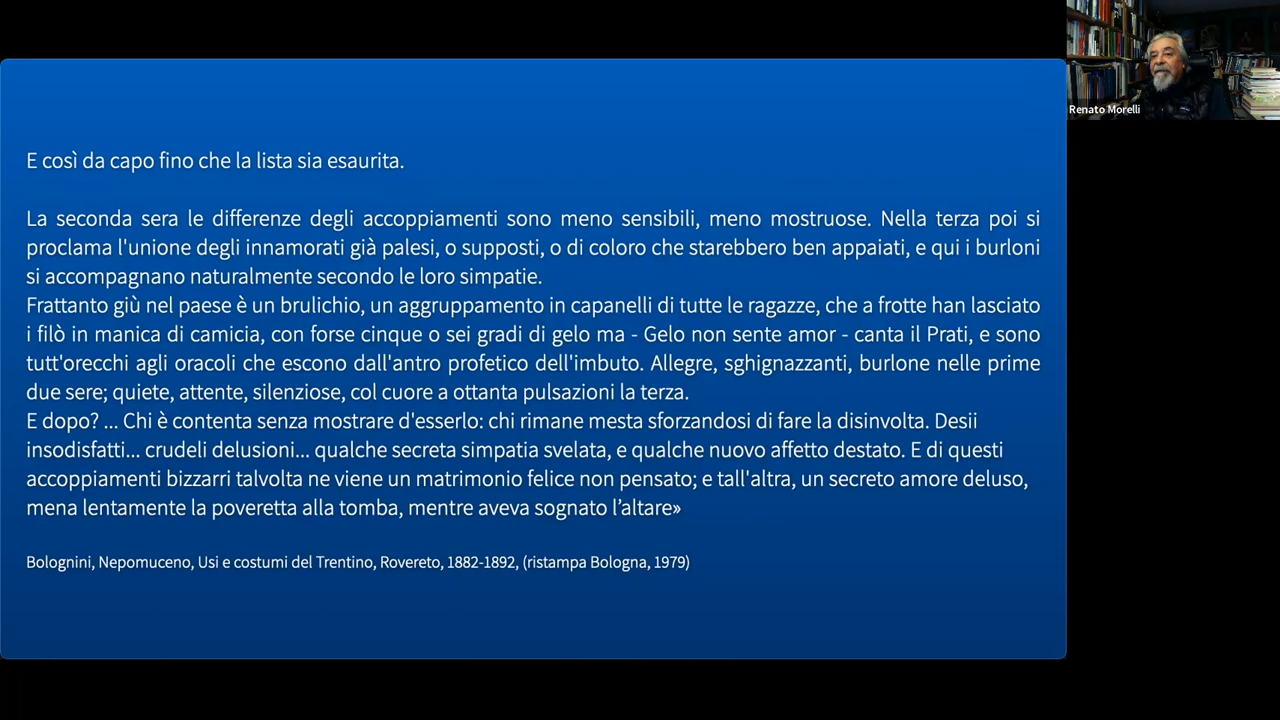 E così da capo fino che la lista sia esaurita.
La seconda sera le differenze degli accoppiamenti sono meno sensibili, meno mostruose. Nella terza poi si
proclama l'unione degli innamorati già palesi, o supposti, o di coloro che starebbero ben appaiati, e qui i burloni
si accompagnano naturalmente secondo le loro simpatie.
Frattanto giù nel paese è un brulichio, un aggruppamento in capanelli di tutte le ragazze, che a frotte han lasciato
i filò in manica di camicia, con forse cinque o sei gradi di gelo ma - Gelo non sente amor - canta il Prati, e sono
tutt'orecchi agli oracoli che escono dall'antro profetico dell'imbuto. Allegre, sghignazzanti, burlone nelle prime
due sere; quiete, attente, silenziose, col cuore a ottanta pulsazioni la terza.
E dopo? ... Chi è contenta senza mostrare d'esserlo: chi rimane mesta sforzandosi di fare la disinvolta. Desii
insodisfatti... crudeli delusioni... qualche secreta simpatia svelata, e qualche nuovo affetto destato. E di questi
accoppiamenti bizzarri talvolta ne viene un matrimonio felice non pensato; e tall'altra, un secreto amore deluso,
mena lentamente la poveretta alla tomba, mentre aveva sognato l’altare»
Bolognini, Nepomuceno, Usi e costumi del Trentino, Rovereto, 1882-1892, (ristampa Bologna, 1979)
Renato Morelli